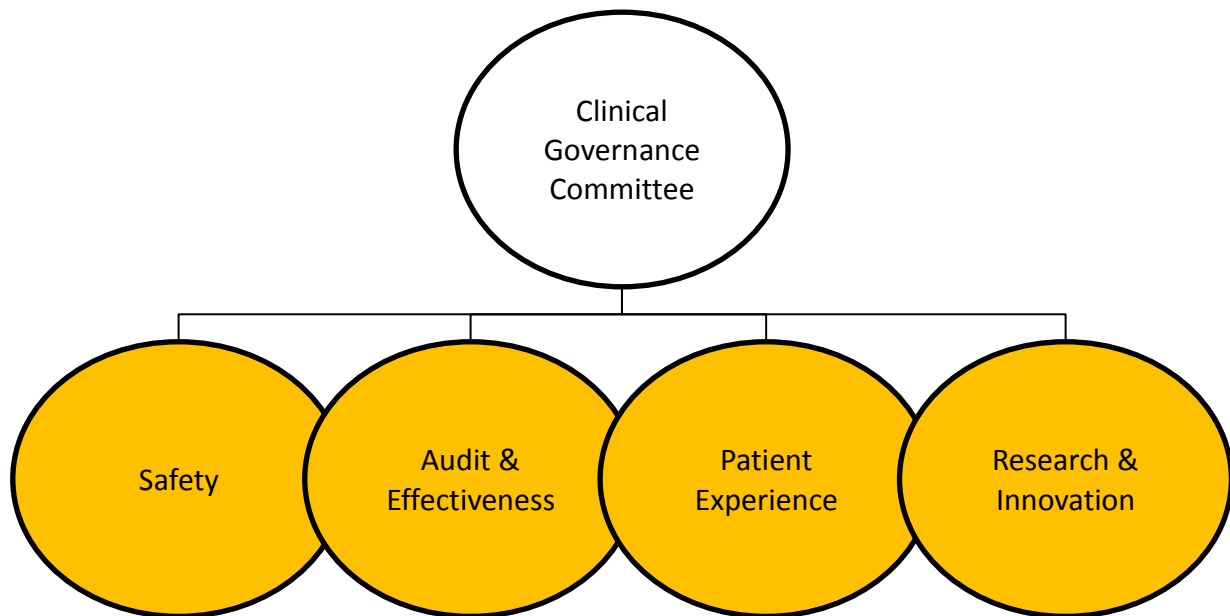 Clinical
Governance
Committee
Safety
Audit &
Effectiveness
Patient
Experience
Research &
Innovation